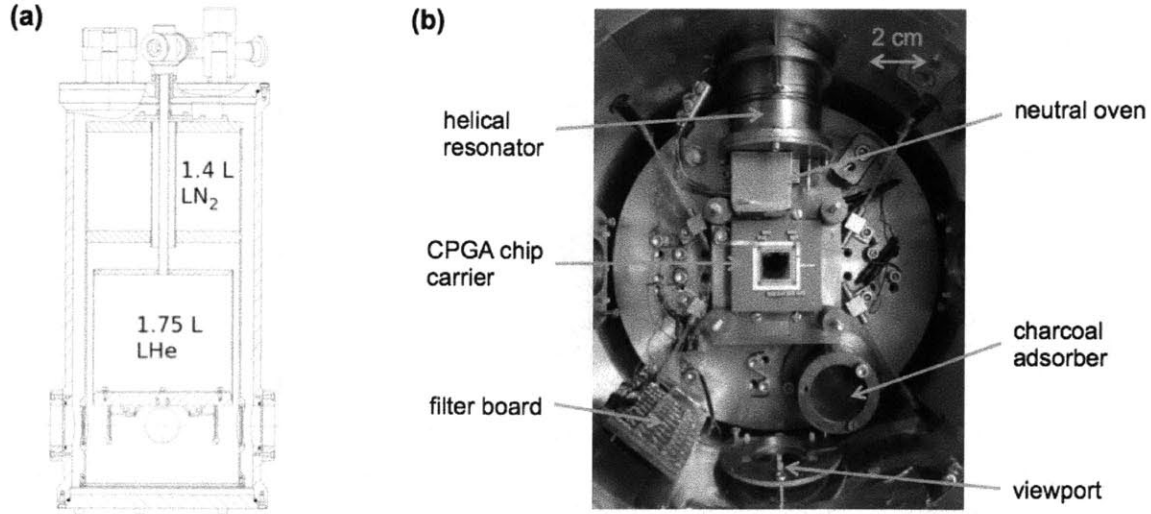 (a)
1.4 L
LN₂
1.75 L
LHe
(b)
2 cm
helical
resonator
neutral oven
CPGA chip
carrier
charcoal
adsorber
filter board
viewport